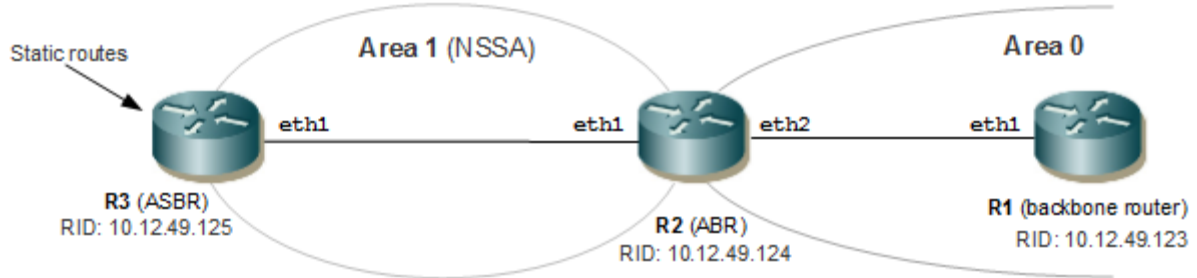 Static routes
Area 1 (NSSA)
Area 0
eth1
eth1
eth2
eth1
R3 (ASBR)
RID: 10.12.49.125
R2 (ABR)
RID: 10.12.49.124
R1 (backbone router)
RID: 10.12.49.123